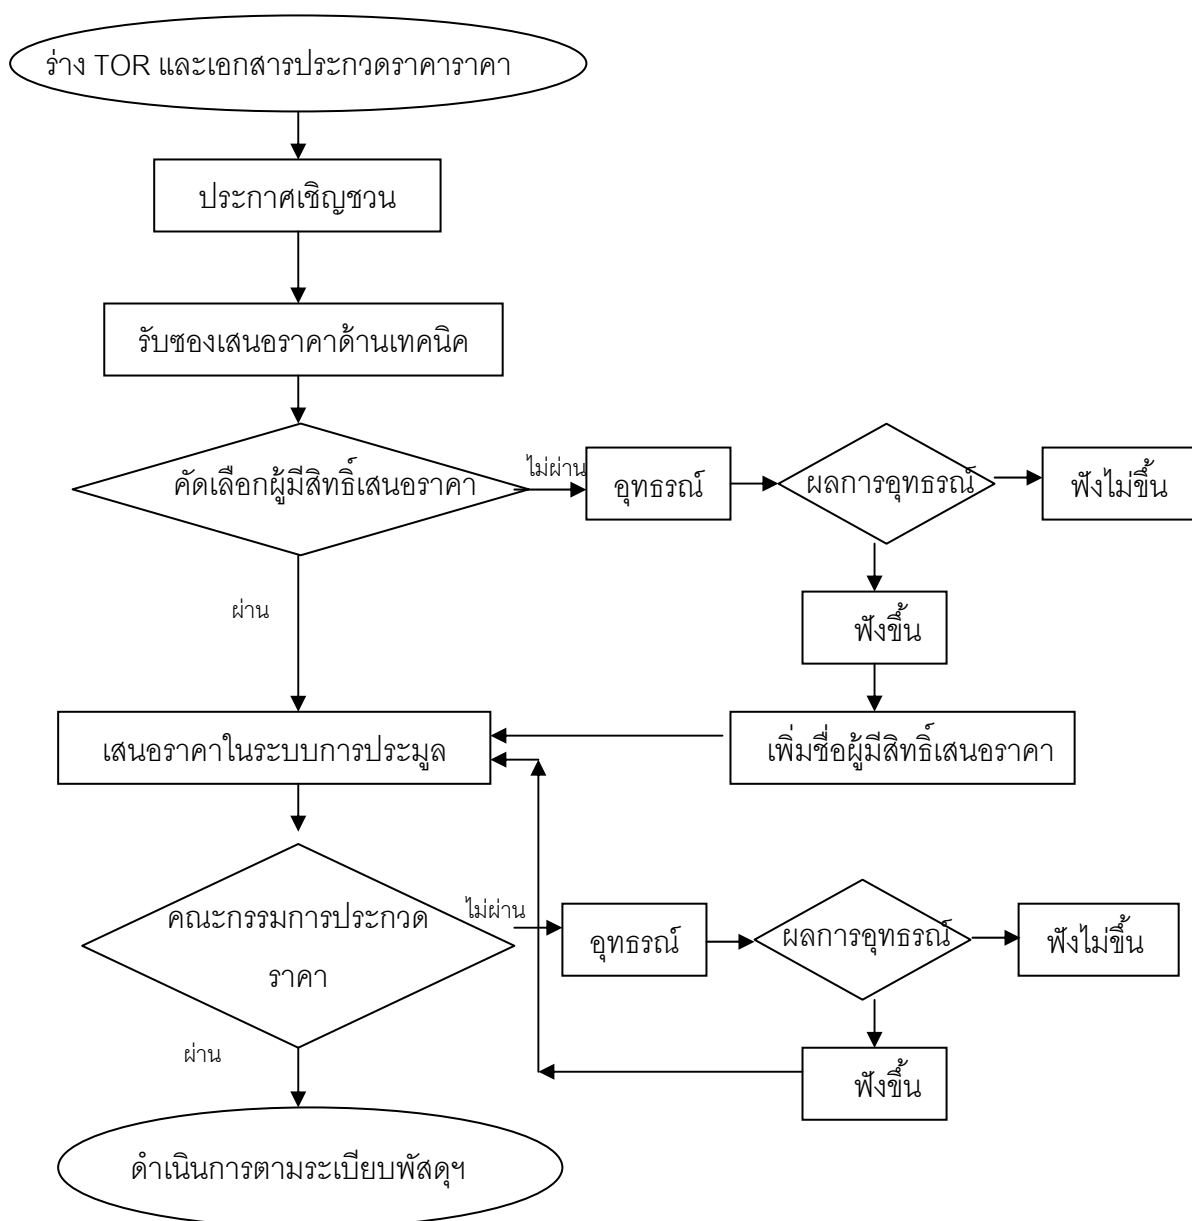 ร่าง TOR และเอกสารประกวดราคาราคา
ประกาศเชิญชวน
รับซองเสนอราคาด้านเทคนิค
คัดเลือกผู้มีสิทธิ์เสนอราคา
ไม่ผ่าน
อุทธรณ์
ผลการอุทธรณ์
ฟังไม่ขึ้น
ผ่าน
ฟังขึ้น
เสนอราคาในระบบการประมูล
เพิ่มชื่อผู้มีสิทธิ์เสนอราคา
คณะกรรมการประกวด
ราคา
ไม่ผ่าน
อุทธรณ์
ผลการอุทธรณ์
ฟังไม่ขึ้น
ผ่าน
ฟังขึ้น
ดำเนินการตามระเบียบพัสดุฯ